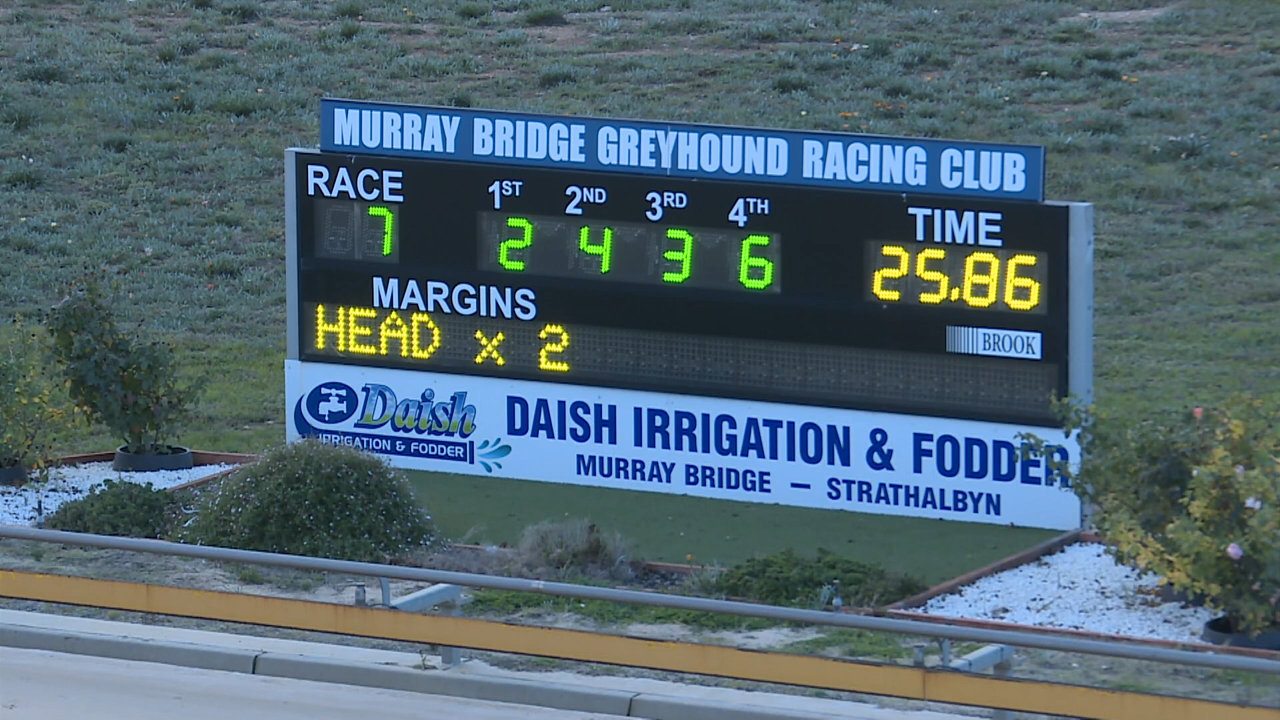 MURRAY BRIDGE GREYHOUND RACING CLUB
RACE 1ST 2ND 3RD 4TH TIME
7 2 4 3 6 25.86
MARGINS
HEAD x 2
BROOK
Daish
IRRIGATION & FODDER
DAISH IRRIGATION & FODDER
MURRAY BRIDGE – STRATHALBYN